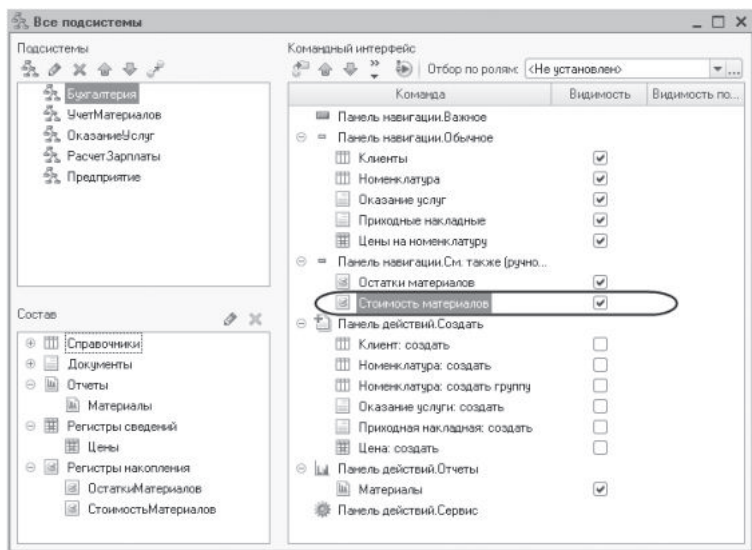 Все подсистемы
Подсистемы
Бухгалтерия
УчетМатериалов
ОказаниеУслуг
РасчетЗарплаты
Предприятие
Состав
Справочники
Документы
Отчеты
Материалы
Регистры сведений
Цены
Регистры накопления
ОстаткиМатериалов
СтоимостьМатериалов
Командный интерфейс
Отбор по ролям: <Не установлен>
Команда Видимость Видимость по...
Панель навигации.Важное
Панель навигации.Обычное
Клиенты
Номенклатура
Оказание услуг
Приходные накладные
Цены на номенклатуру
Панель навигации.См. также (ручно...
Остатки материалов
Стоимость материалов
Панель действий.Создать
Клиент: создать
Номенклатура: создать
Номенклатура: создать группу
Оказание услуги: создать
Приходная накладная: создать
Цена: создать
Панель действий.Отчеты
Материалы
Панель действий.Сервис